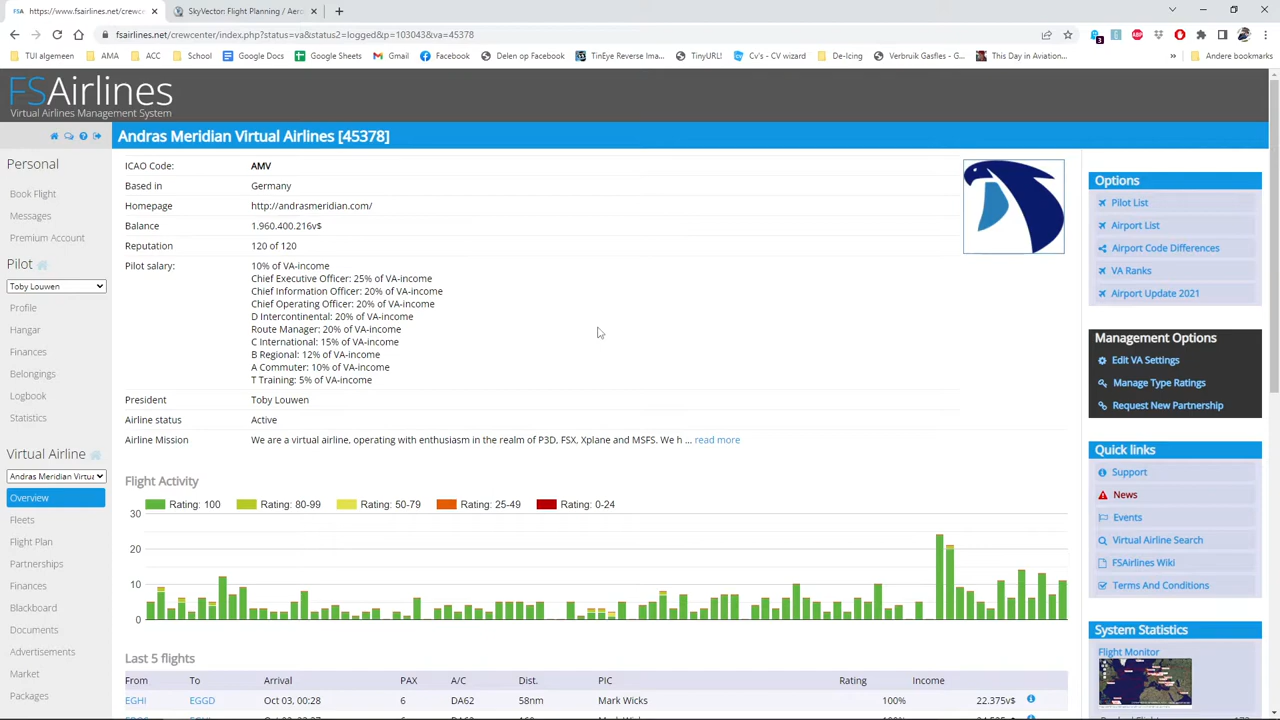 https://www.fsairlines.net/crewc
SkyVector: Flight Planning / Aero
fsairlines.net/crewcenter/index.php?status=va&status2=logged&p=103043&va=45378
TUI algemeen
ACC
School
Google Docs
Google Sheets
AMA
Gmail
Facebook
Delen op Facebook
TinEye Reverse Ima...
TinyURL!
Cv's - CV wizard
De-Icing
Verbruik Gasfles - G...
This Day in Aviation...
Andere bookmarks
FSAirlines
Virtual Airlines Management System
Andras Meridian Virtual Airlines [45378]
Personal
Book Flight
Messages
Premium Account
Pilot
Toby Louwen
Profile
Hangar
Finances
Belongings
Logbook
Statistics
Virtual Airline
Andras Meridian Virtua
Overview
Fleets
Flight Plan
Partnerships
Finances
Blackboard
Documents
Advertisements
Market
Packages
ICAO Code: AMV
Based in Germany
Homepage http://andrasmeridian.com/
Balance 1.960.400.216v$
Reputation 120 of 120
Pilot salary: 10% of VA-income
Chief Executive Officer: 25% of VA-income
Chief Information Officer: 20% of VA-income
Chief Operating Officer: 20% of VA-income
D Intercontinental: 20% of VA-income
Route Manager: 20% of VA-income
C International: 15% of VA-income
B Regional: 12% of VA-income
A Commuter: 10% of VA-income
T Training: 5% of VA-income
President Toby Louwen
Airline status Active
Airline Mission We are a virtual airline, operating with enthusiasm in the realm of P3D, FSX, Xplane and MSFS. We h ... read more
Flight Activity
Rating: 100 Rating: 80-99 Rating: 50-79 Rating: 25-49 Rating: 0-24
30
20
10
0
Last 5 flights
From To Arrival PAX A/C Dist. PIC Rating Income
EGHI EGGD Oct 03, 00:28 DA62 58nm Mark Wicks 100% 22.375v$
Options
Pilot List
Airport List
Airport Code Differences
VA Ranks
Airport Update 2021
Management Options
Edit VA Settings
Manage Type Ratings
Request New Partnership
Quick links
Support
News
Events
Virtual Airline Search
FSAirlines Wiki
Terms And Conditions
System Statistics
Flight Monitor